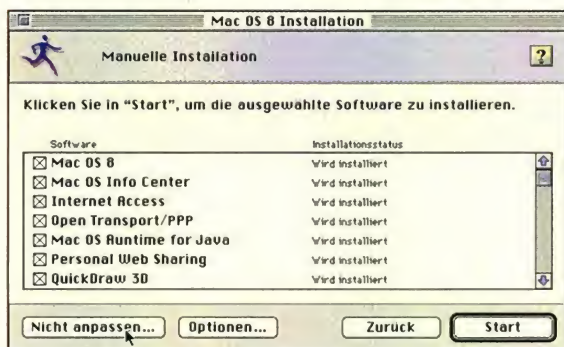 Mac OS 8 Installation
Manuelle Installation
?
Klicken Sie in "Start", um die ausgewählte Software zu installieren.
Software Installationsstatus
Mac OS 8 Wird installiert
Mac OS Info Center Wird installiert
Internet Access Wird installiert
Open Transport/PPP Wird installiert
Mac OS Runtime for Java Wird installiert
Personal Web Sharing Wird installiert
QuickDraw 3D Wird installiert
Nicht anpassen... Optionen... Zurück Start